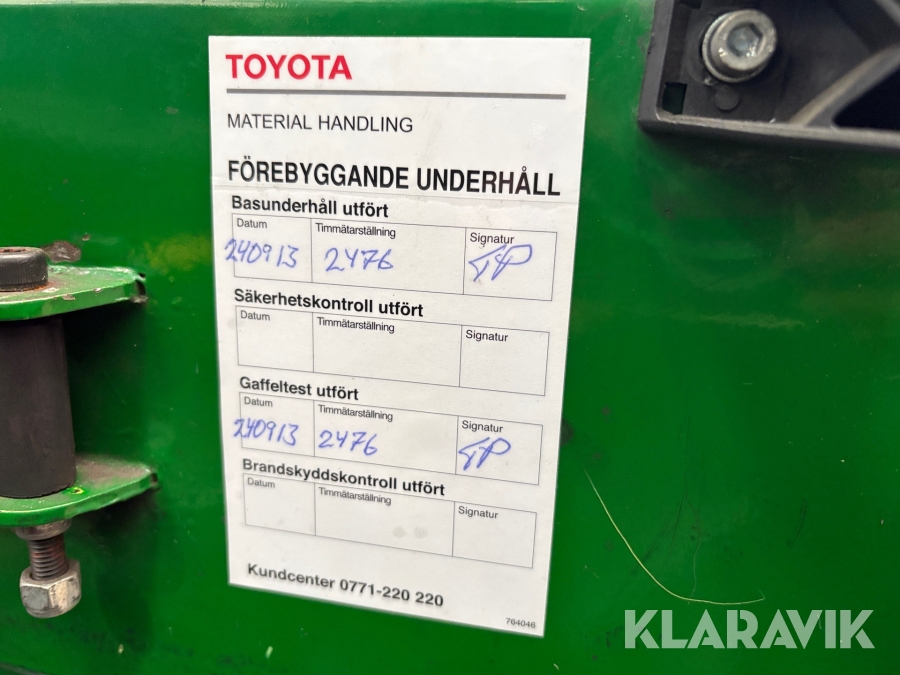 TOYOTA
MATERIAL HANDLING
FÖREBYGGANDE UNDERHÅLL
Basunderhåll utfört
Datum Timmätarställning Signatur
240913 2476
Säkerhetskontroll utfört
Datum Timmätarställning Signatur
Gaffeltest utfört
Datum Timmätarställning Signatur
240913 2476
Brandskyddskontroll utfört
Datum Timmätarställning Signatur
Kundcenter 0771-220 220
764046
KLARAVIK